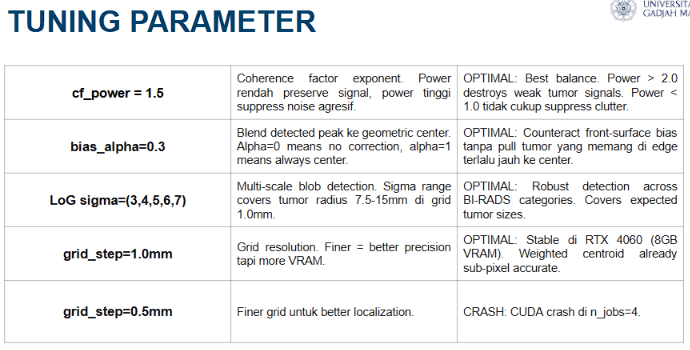 UNIVERSITA
GADJAH MA
TUNING PARAMETER
cf_power = 1.5
Coherence factor exponent. Power
rendah preserve signal, power tinggi
suppress noise agresif.
OPTIMAL: Best balance. Power > 2.0
destroys weak tumor signals. Power <
1.0 tidak cukup suppress clutter.
bias_alpha=0.3
Blend detected peak ke geometric center.
Alpha=0 means no correction, alpha=1
means always center.
OPTIMAL: Counteract front-surface bias
tanpa pull tumor yang memang di edge
terlalu jauh ke center.
LoG sigma=(3,4,5,6,7)
Multi-scale blob detection. Sigma range
covers tumor radius 7.5-15mm di grid
1.0mm.
OPTIMAL: Robust detection across
BI-RADS categories. Covers expected
tumor sizes.
grid_step=1.0mm
Grid resolution. Finer = better precision
tapi more VRAM.
OPTIMAL: Stable di RTX 4060 (8GB
VRAM). Weighted centroid already
sub-pixel accurate.
grid_step=0.5mm
Finer grid untuk better localization.
CRASH: CUDA crash di n_jobs=4.